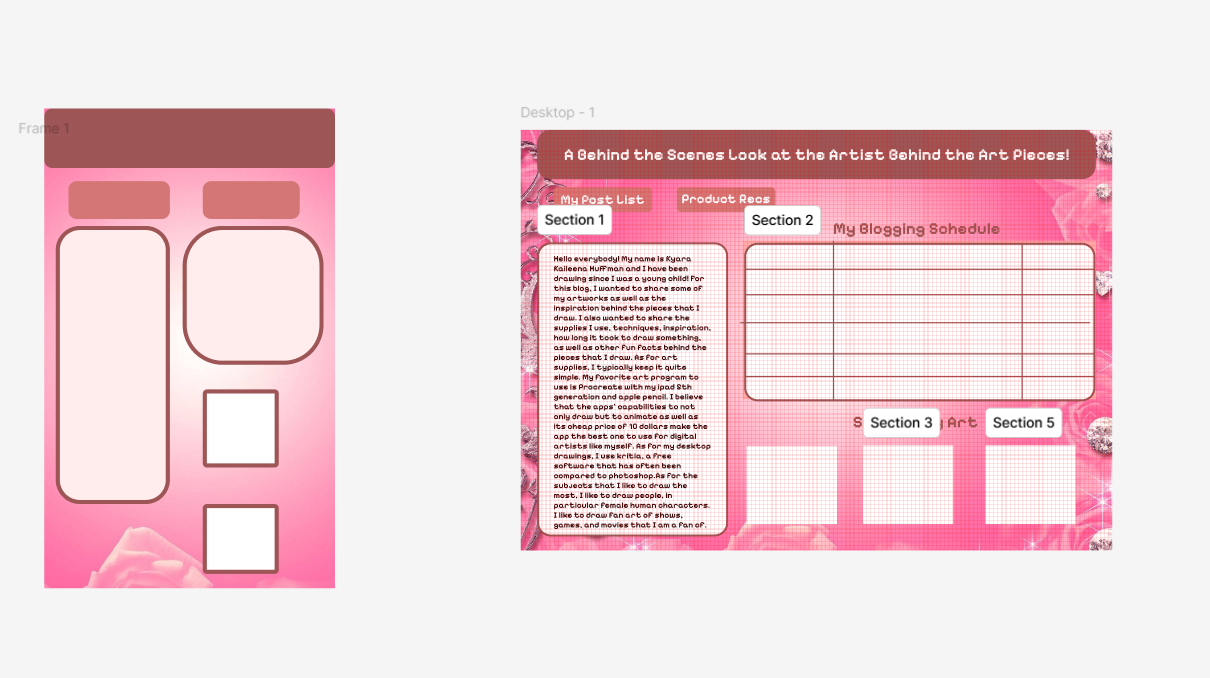 Frame 1
Desktop - 1
A Behind the Scenes Look at the Artist Behind the Art Pieces!
My Post List
Product Recs
Section 1
Section 2
My Blogging Schedule
Hello everybody! My name is Kyara
Kaileena Huffman and I have been
drawing since I was a young child! For
this blog, I wanted to share some of
my artworks as well as the
inspiration behind the pieces that I
draw. I also wanted to share the
supplies I use, techniques, inspiration,
how long it took to draw something,
as well as other fun facts behind the
pieces that I draw. As for art
supplies, I typically keep it quite
simple. My favorite art program to
use is Procreate with my ipad 8th
generation and apple pencil. I believe
that the apps' capabilities to not
only draw but to animate as well as
its cheap price of 10 dollars make the
app the best one to use for digital
artists like myself. As for my desktop
drawings, I use kritia, a free
software that has often been
compared to photoshop.As for the
subjects that I like to draw the
most, I like to draw people, in
particular female human characters.
I like to draw fan art of shows,
games, and movies that I am a fan of.
S
Section 3
Art
Section 5